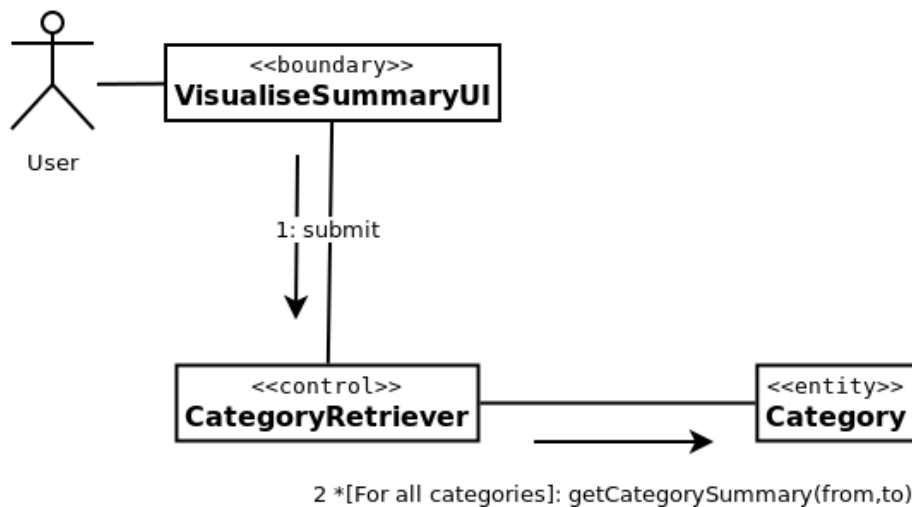 <<boundary>>
VisualiseSummaryUI
User
1: submit
<<control>>
CategoryRetriever
<<entity>>
Category
2 *[For all categories]: getCategorySummary(from,to)